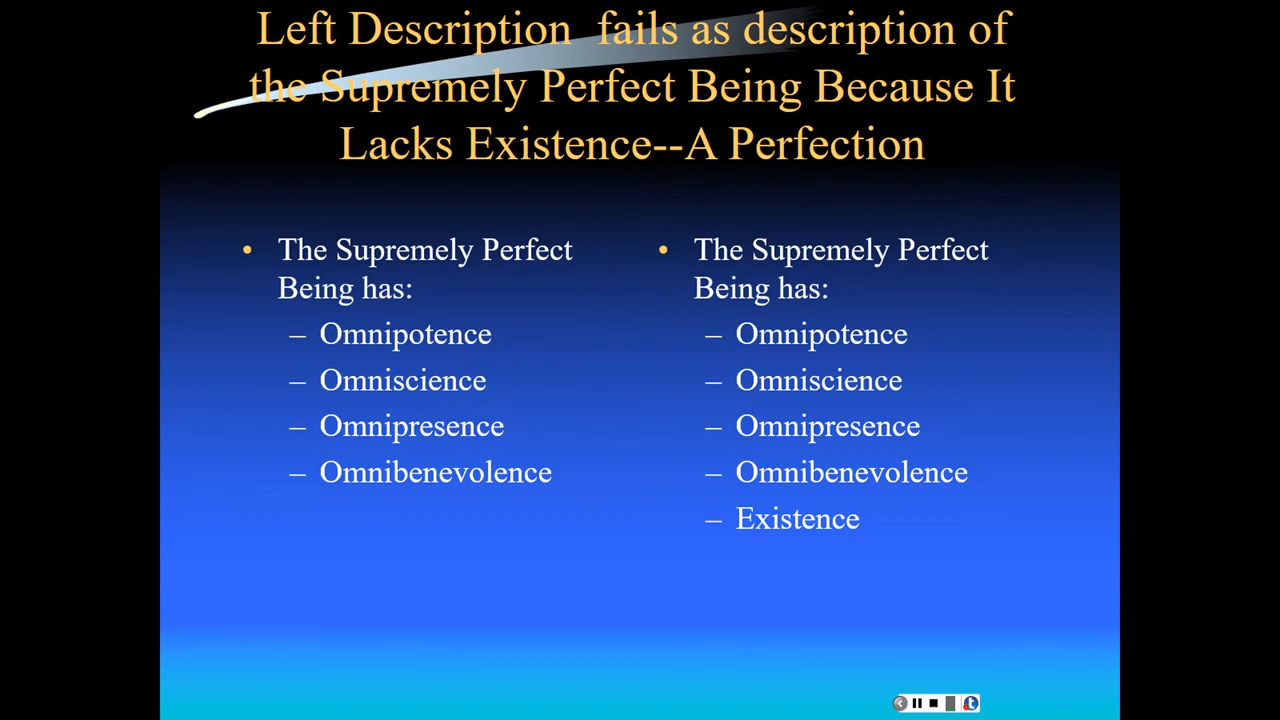 Left Description  fails as description of
the Supremely Perfect Being Because It
Lacks Existence--A Perfection
• The Supremely Perfect
Being has:
– Omnipotence
– Omniscience
– Omnipresence
– Omnibenevolence
• The Supremely Perfect
Being has:
– Omnipotence
– Omniscience
– Omnipresence
– Omnibenevolence
– Existence